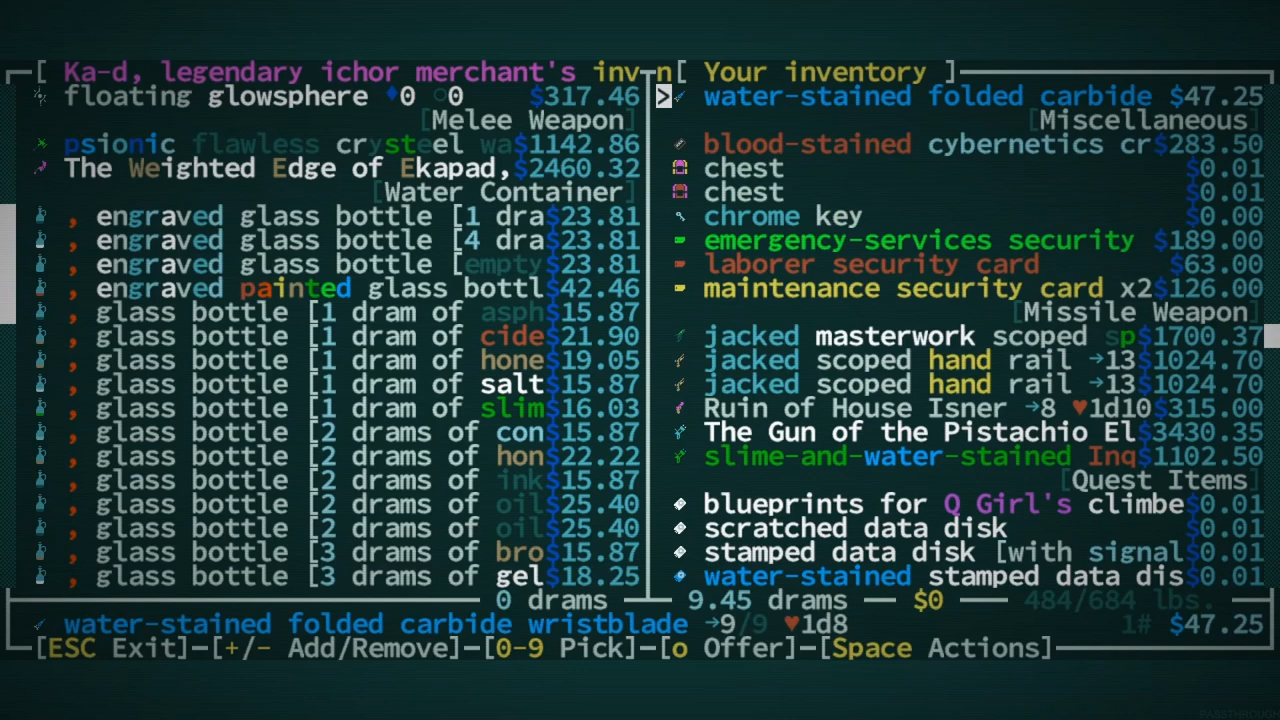 [ Ka-d, legendary ichor merchant's inv n[ Your inventory ]
floating glowsphere ♦0 ○0 $317.46
[Melee Weapon]
psionic flawless crysteel wa$1142.86
The Weighted Edge of Ekapad,$2460.32
[Water Container]
, engraved glass bottle [1 dra$23.81
, engraved glass bottle [4 dra$23.81
, engraved glass bottle [empty$23.81
, engraved painted glass bottl$42.46
, glass bottle [1 dram of asph$15.87
, glass bottle [1 dram of cide$21.90
, glass bottle [1 dram of hone$19.05
, glass bottle [1 dram of salt$15.87
, glass bottle [1 dram of slim$16.03
, glass bottle [2 drams of con$15.87
, glass bottle [2 drams of hon$22.22
, glass bottle [2 drams of ink$15.87
, glass bottle [2 drams of oil$25.40
, glass bottle [2 drams of oil$25.40
, glass bottle [3 drams of bro$15.87
, glass bottle [3 drams of gel$18.25
> water-stained folded carbide $47.25
[Miscellaneous]
blood-stained cybernetics cr$283.50
chest $0.01
chest $0.01
chrome key $0.00
emergency-services security $189.00
laborer security card $63.00
maintenance security card x2$126.00
[Missile Weapon]
jacked masterwork scoped sp$1700.37
jacked scoped hand rail →13$1024.70
jacked scoped hand rail →13$1024.70
Ruin of House Isner →8 ♥1d10$315.00
The Gun of the Pistachio El$3430.35
slime-and-water-stained Inq$1102.50
[Quest Items]
blueprints for Q Girl's climbe$0.01
scratched data disk $0.01
stamped data disk [with signal$0.01
water-stained stamped data dis$0.01
0 drams 9.45 drams — $0 — 484/684 lbs.
water-stained folded carbide wristblade →9/9 ♥1d8 1# $47.25
[ESC Exit]—[+/- Add/Remove]—[0-9 Pick]—[o Offer]—[Space Actions]